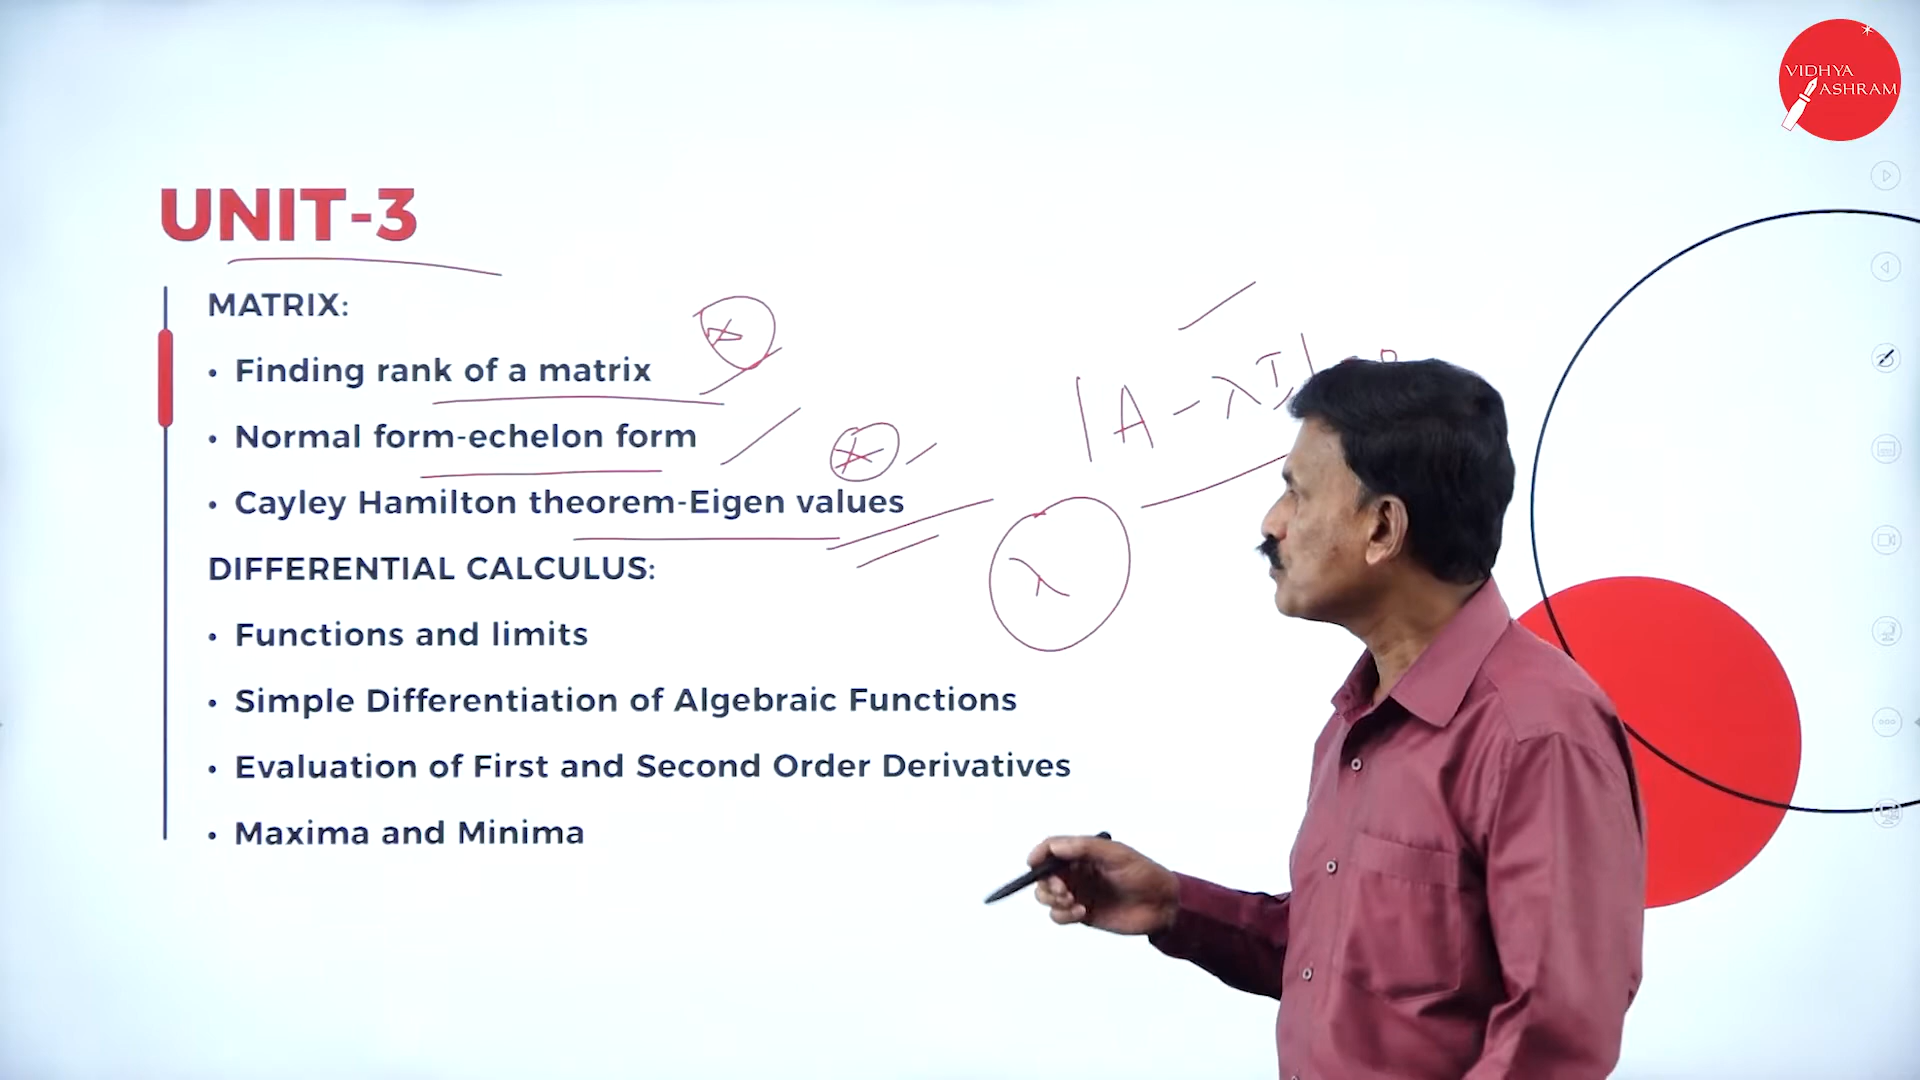 VIDHYA
ASHRAM
UNIT-3
MATRIX:
• Finding rank of a matrix
• Normal form-echelon form
• Cayley Hamilton theorem-Eigen values
|A - λI| = 0
λ
DIFFERENTIAL CALCULUS:
• Functions and limits
• Simple Differentiation of Algebraic Functions
• Evaluation of First and Second Order Derivatives
• Maxima and Minima